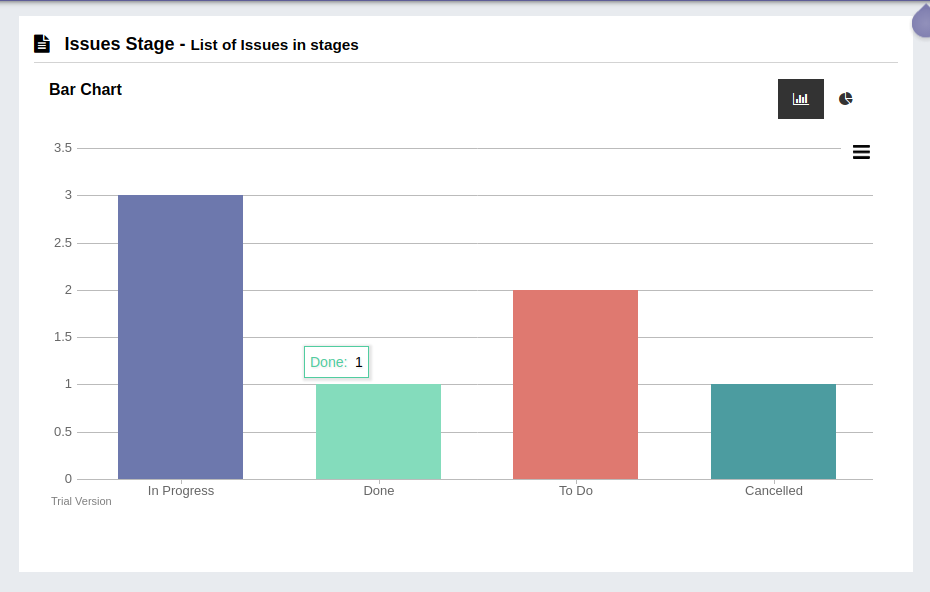 Issues Stage - List of Issues in stages
Bar Chart
3.5
3
2.5
2
1.5
1
0.5
0
Done: 1
In Progress
Done
To Do
Cancelled
Trial Version